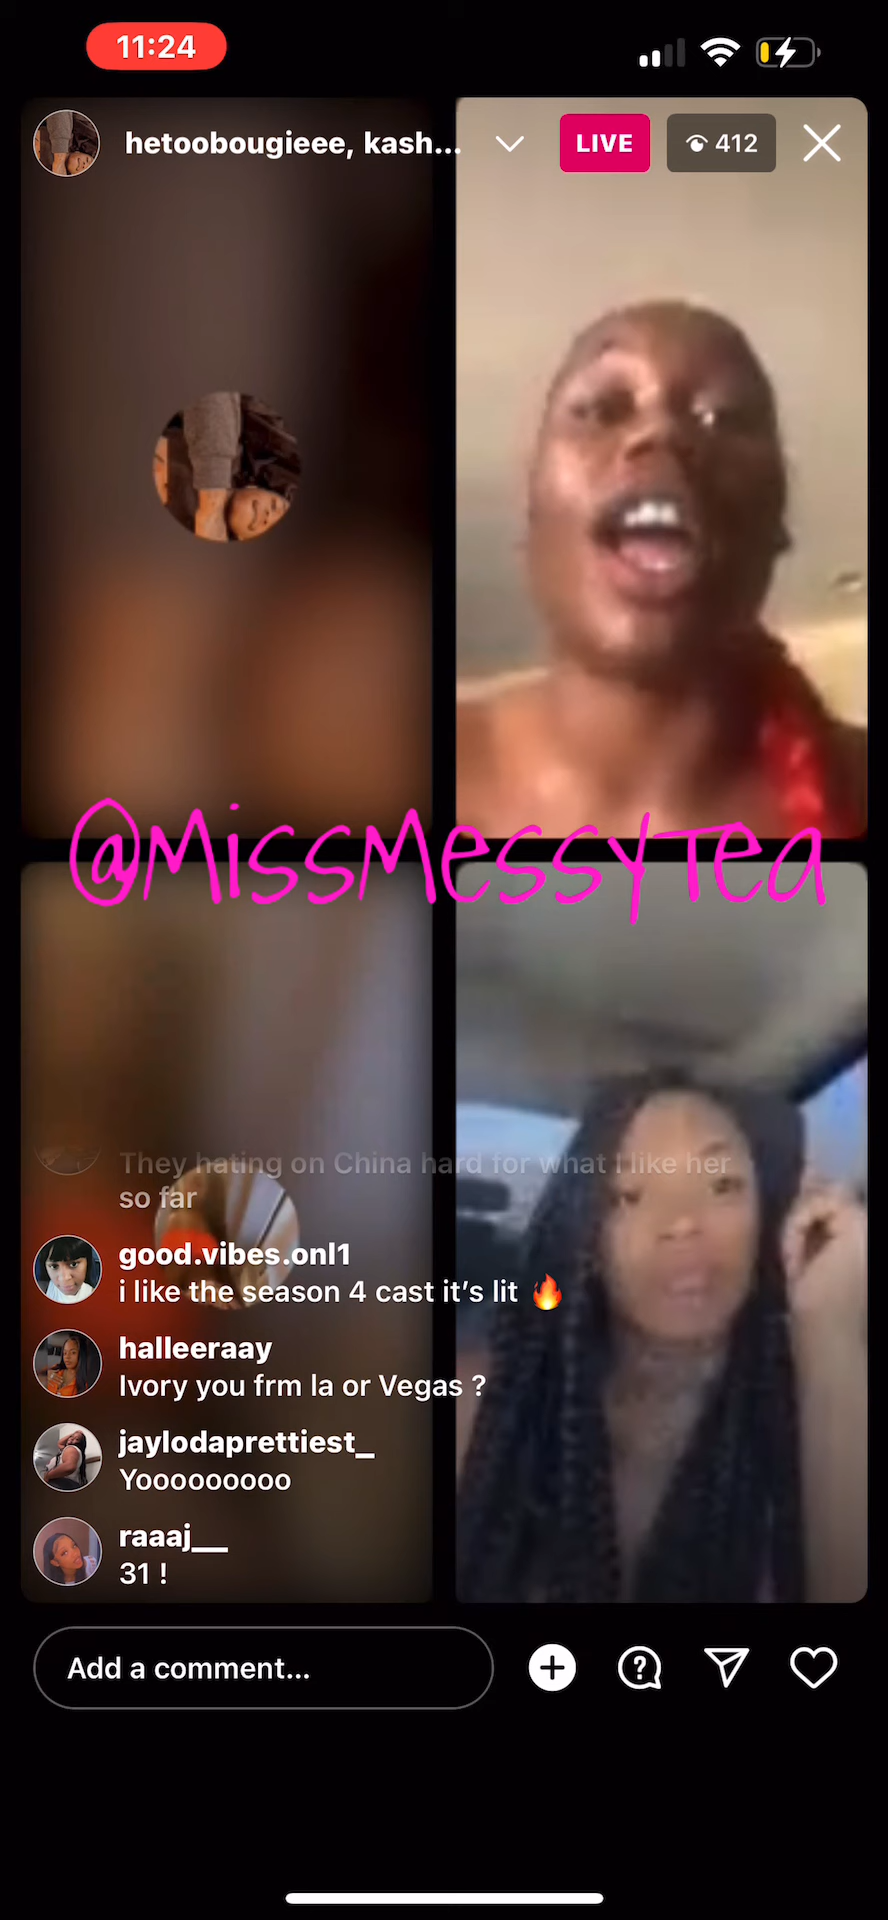 11:24
hetoobougieee, kash...
LIVE
412
@MissMessyTea
They hating on China hard for what I like her
so far
good.vibes.onl1
i like the season 4 cast it's lit 🔥
halleeraay
Ivory you frm la or Vegas ?
jaylodaprettiest_
Yooooooooo
raaaj__
31 !
Add a comment...